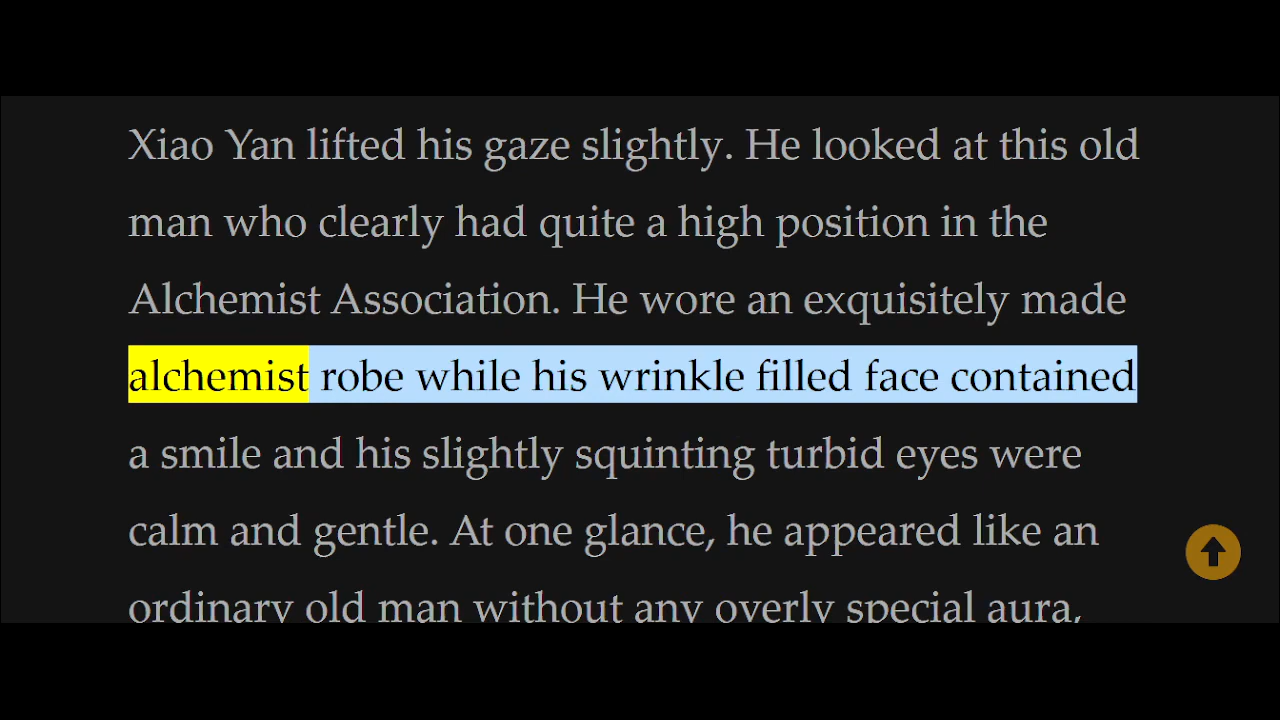 Xiao Yan lifted his gaze slightly. He looked at this old
man who clearly had quite a high position in the
Alchemist Association. He wore an exquisitely made
alchemist robe while his wrinkle filled face contained
a smile and his slightly squinting turbid eyes were
calm and gentle. At one glance, he appeared like an
ordinary old man without any overly special aura,